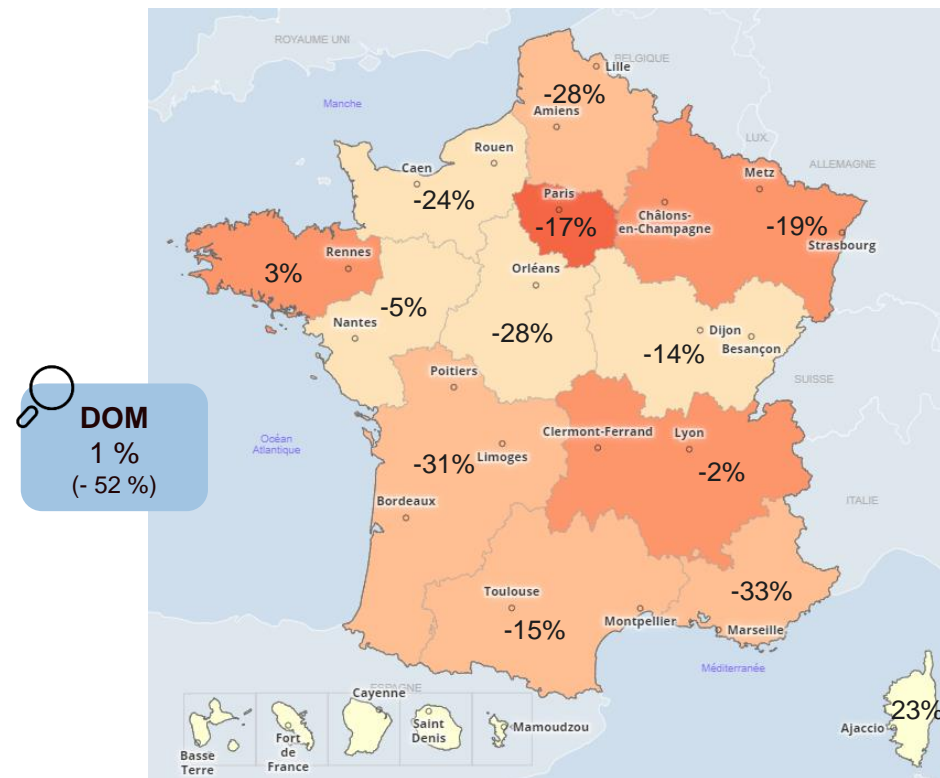 ROYAUME UNI
BELGIQUE
Lille
-28%
Amiens
Manche
LUX.
ALLEMAGNE
Rouen
Caen
-24%
Metz
Paris
-17%
Châlons-
en-Champagne
-19%
Strasbourg
Rennes
3%
Orléans
-5%
Nantes
-28%
Dijon
Besançon
-14%
SUISSE
Poitiers
DOM
1 %
(- 52 %)
Océan
Atlantique
Clermont-Ferrand
Lyon
-31%
Limoges
-2%
Bordeaux
ITALIE
Toulouse
-15%
Montpellier
-33%
Marseille
Méditerranée
ESPAGNE
Cayenne
Basse
Terre
Fort
de
France
Saint
Denis
Mamoudzou
23%
Ajaccio